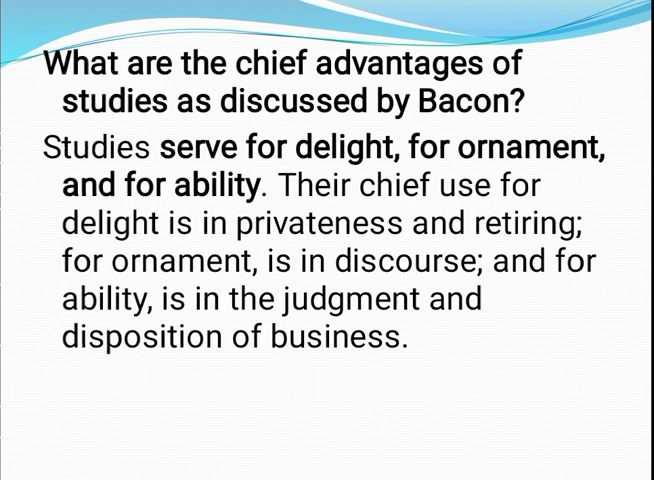 What are the chief advantages of
studies as discussed by Bacon?
Studies serve for delight, for ornament,
and for ability. Their chief use for
delight is in privateness and retiring;
for ornament, is in discourse; and for
ability, is in the judgment and
disposition of business.